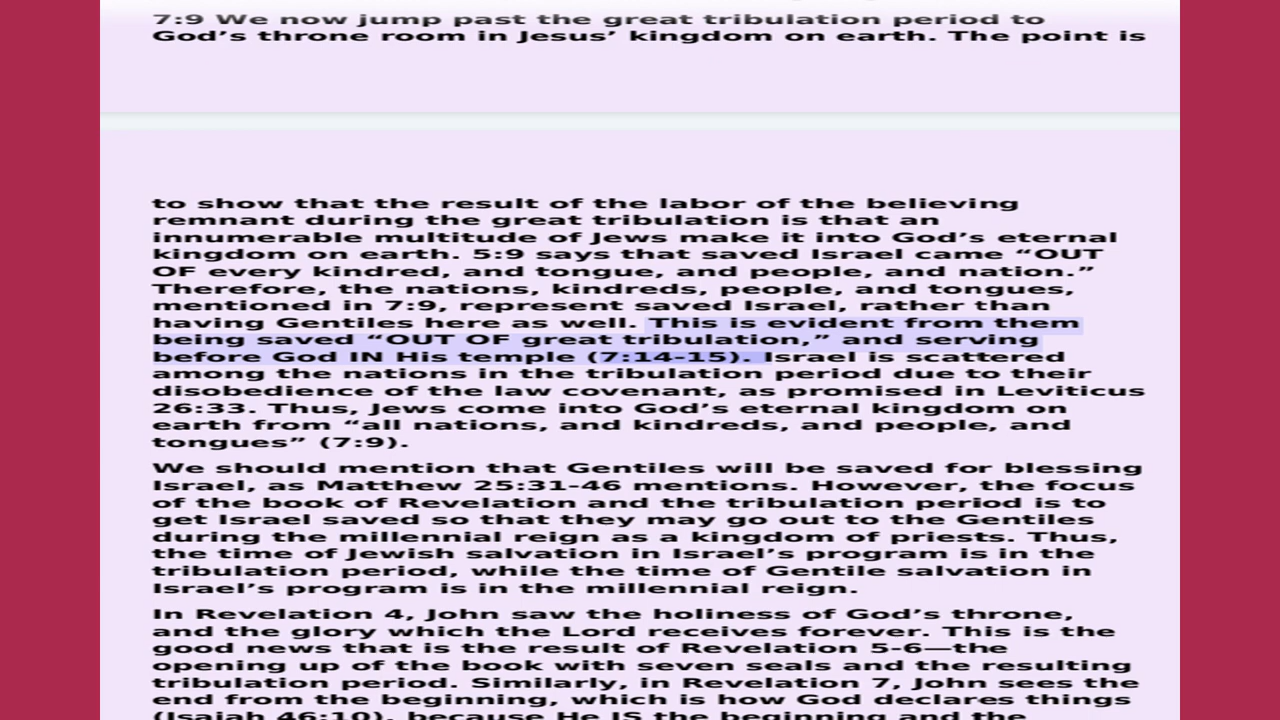 7:9 We now jump past the great tribulation period to
God’s throne room in Jesus’ kingdom on earth. The point is
to show that the result of the labor of the believing
remnant during the great tribulation is that an
innumerable multitude of Jews make it into God’s eternal
kingdom on earth. 5:9 says that saved Israel came “OUT
OF every kindred, and tongue, and people, and nation.”
Therefore, the nations, kindreds, people, and tongues,
mentioned in 7:9, represent saved Israel, rather than
having Gentiles here as well. This is evident from them
being saved “OUT OF great tribulation,” and serving
before God IN His temple (7:14-15). Israel is scattered
among the nations in the tribulation period due to their
disobedience of the law covenant, as promised in Leviticus
26:33. Thus, Jews come into God’s eternal kingdom on
earth from “all nations, and kindreds, and people, and
tongues” (7:9).
We should mention that Gentiles will be saved for blessing
Israel, as Matthew 25:31-46 mentions. However, the focus
of the book of Revelation and the tribulation period is to
get Israel saved so that they may go out to the Gentiles
during the millennial reign as a kingdom of priests. Thus,
the time of Jewish salvation in Israel’s program is in the
tribulation period, while the time of Gentile salvation in
Israel’s program is in the millennial reign.
In Revelation 4, John saw the holiness of God’s throne,
and the glory which the Lord receives forever. This is the
good news that is the result of Revelation 5-6—the
opening up of the book with seven seals and the resulting
tribulation period. Similarly, in Revelation 7, John sees the
end from the beginning, which is how God declares things
(Isaiah 46:10), because He IS the beginning and the